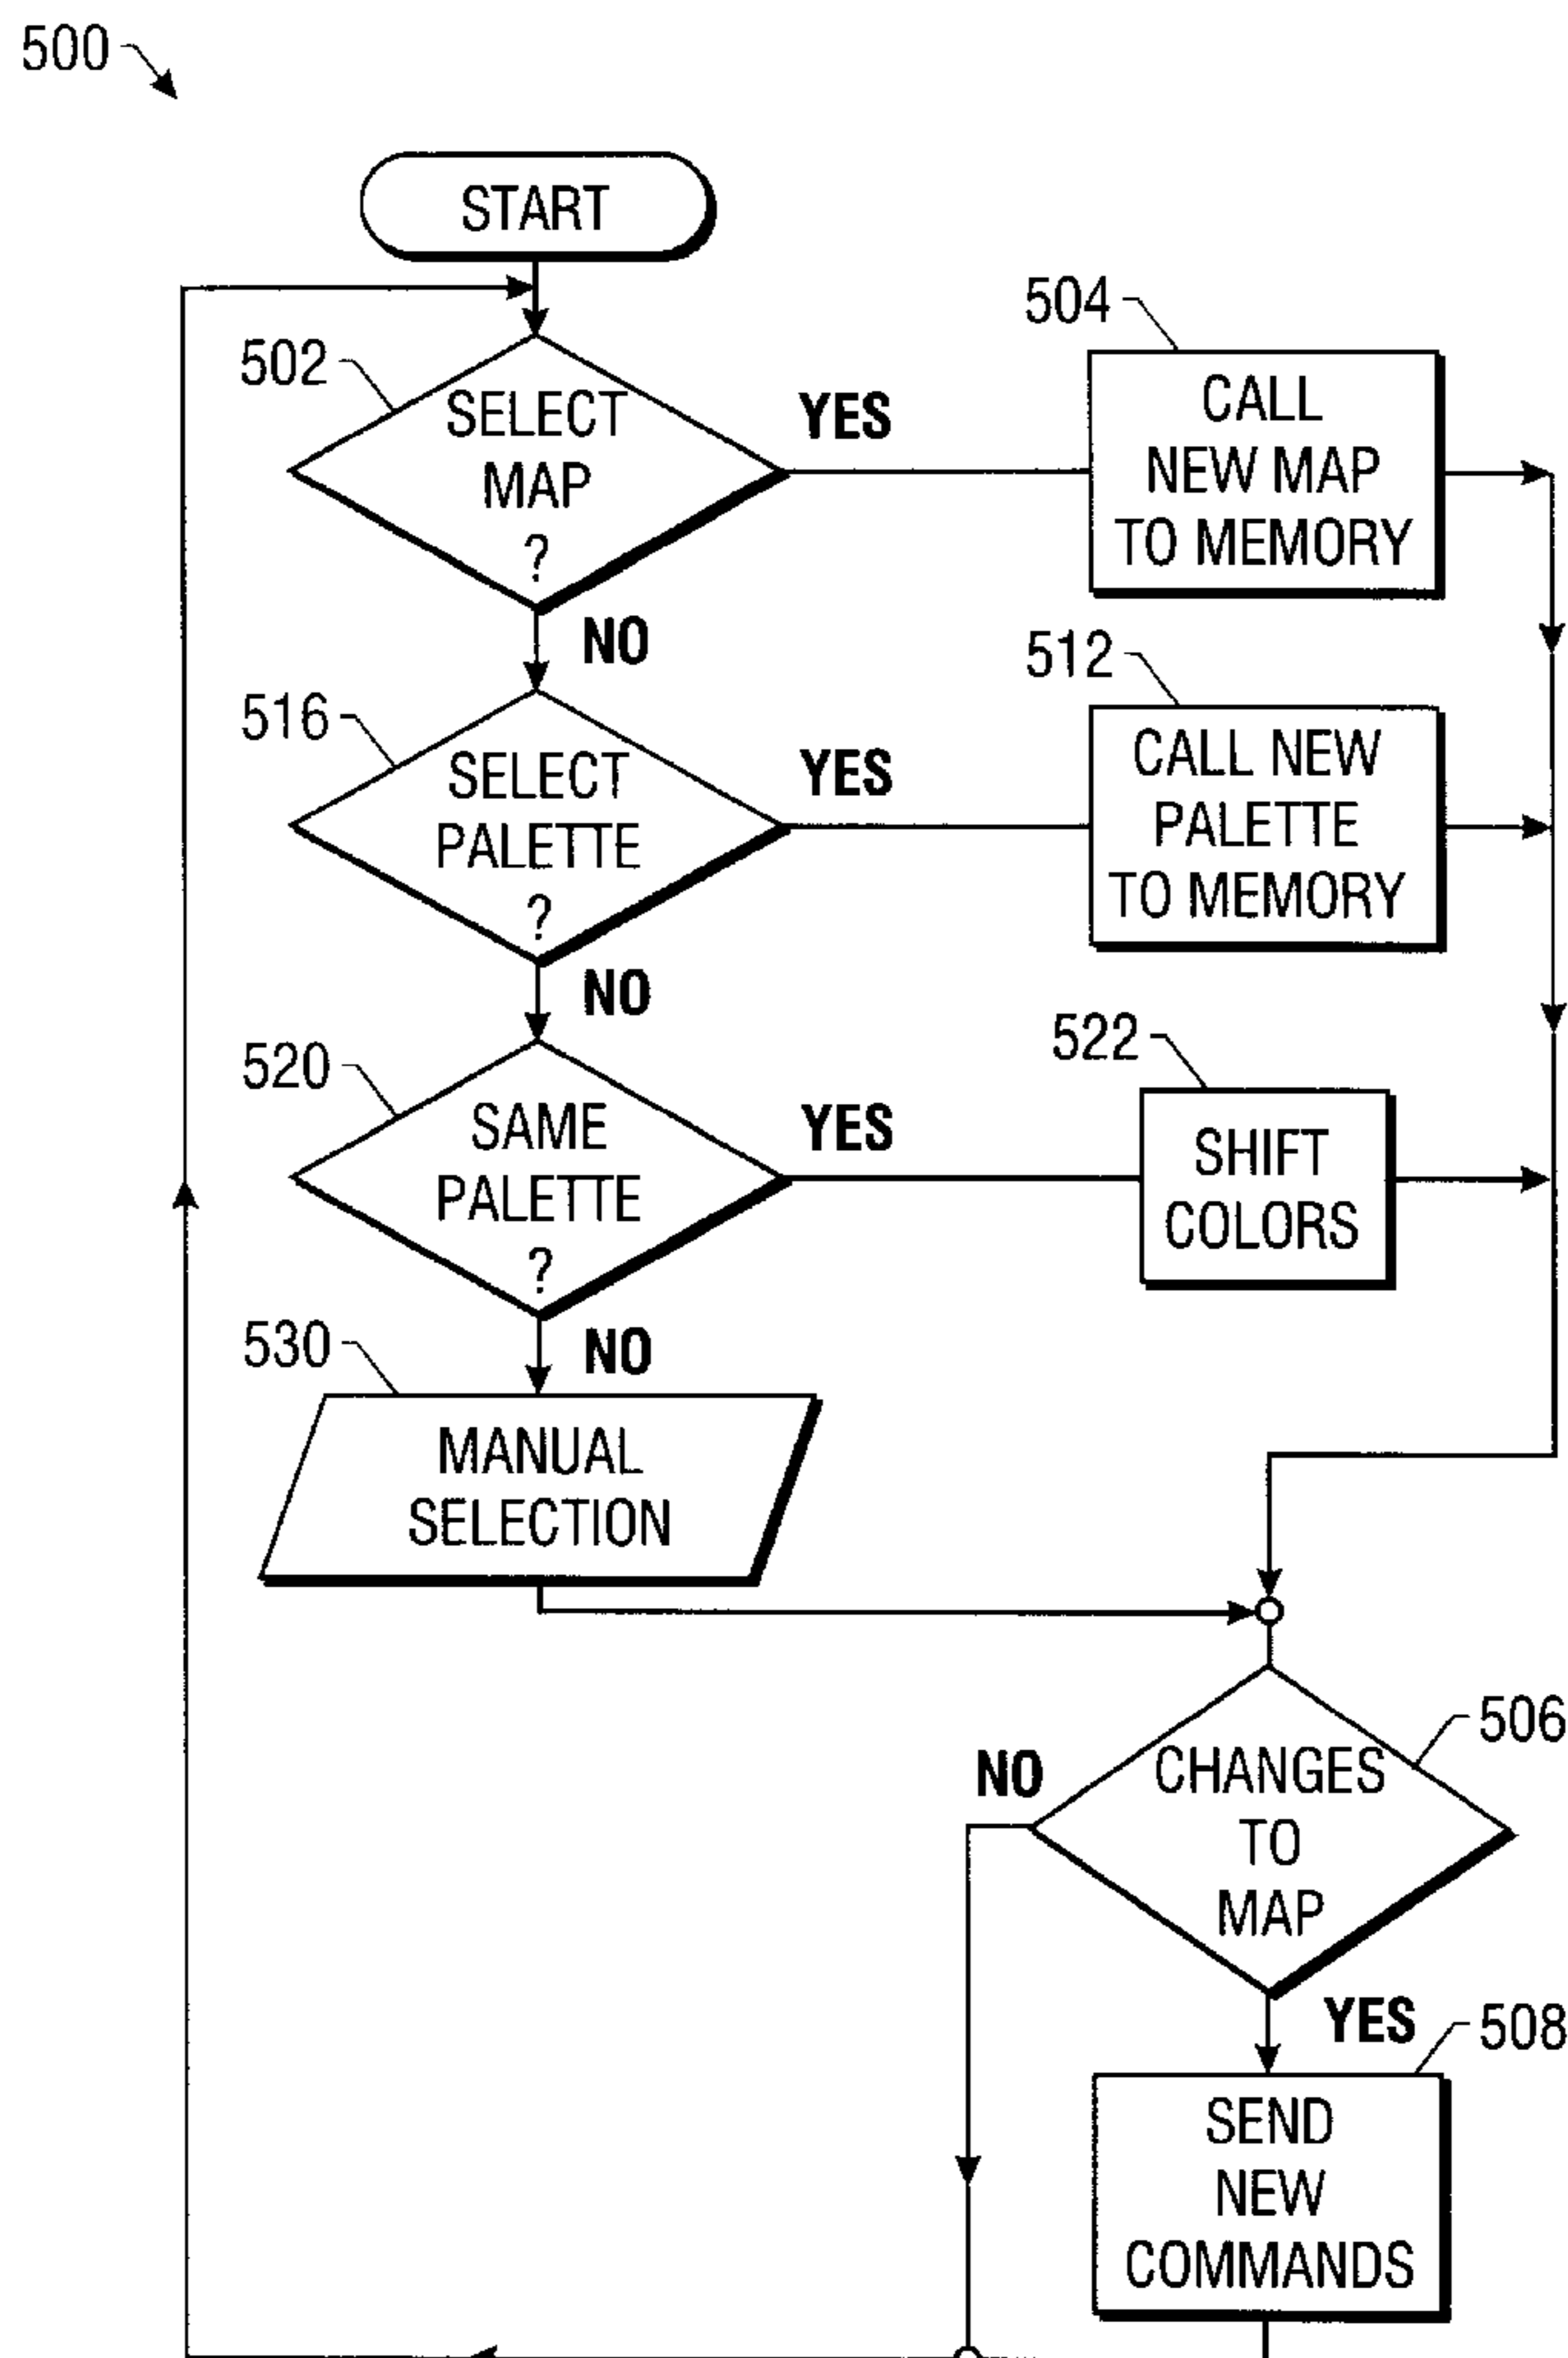 500
START
502
SELECT
MAP
?
YES
504
CALL
NEW MAP
TO MEMORY
NO
516
SELECT
PALETTE
?
YES
512
CALL NEW
PALETTE
TO MEMORY
NO
520
SAME
PALETTE
?
YES
522
SHIFT
COLORS
NO
530
MANUAL
SELECTION
506
CHANGES
TO
MAP
NO
YES
508
SEND
NEW
COMMANDS